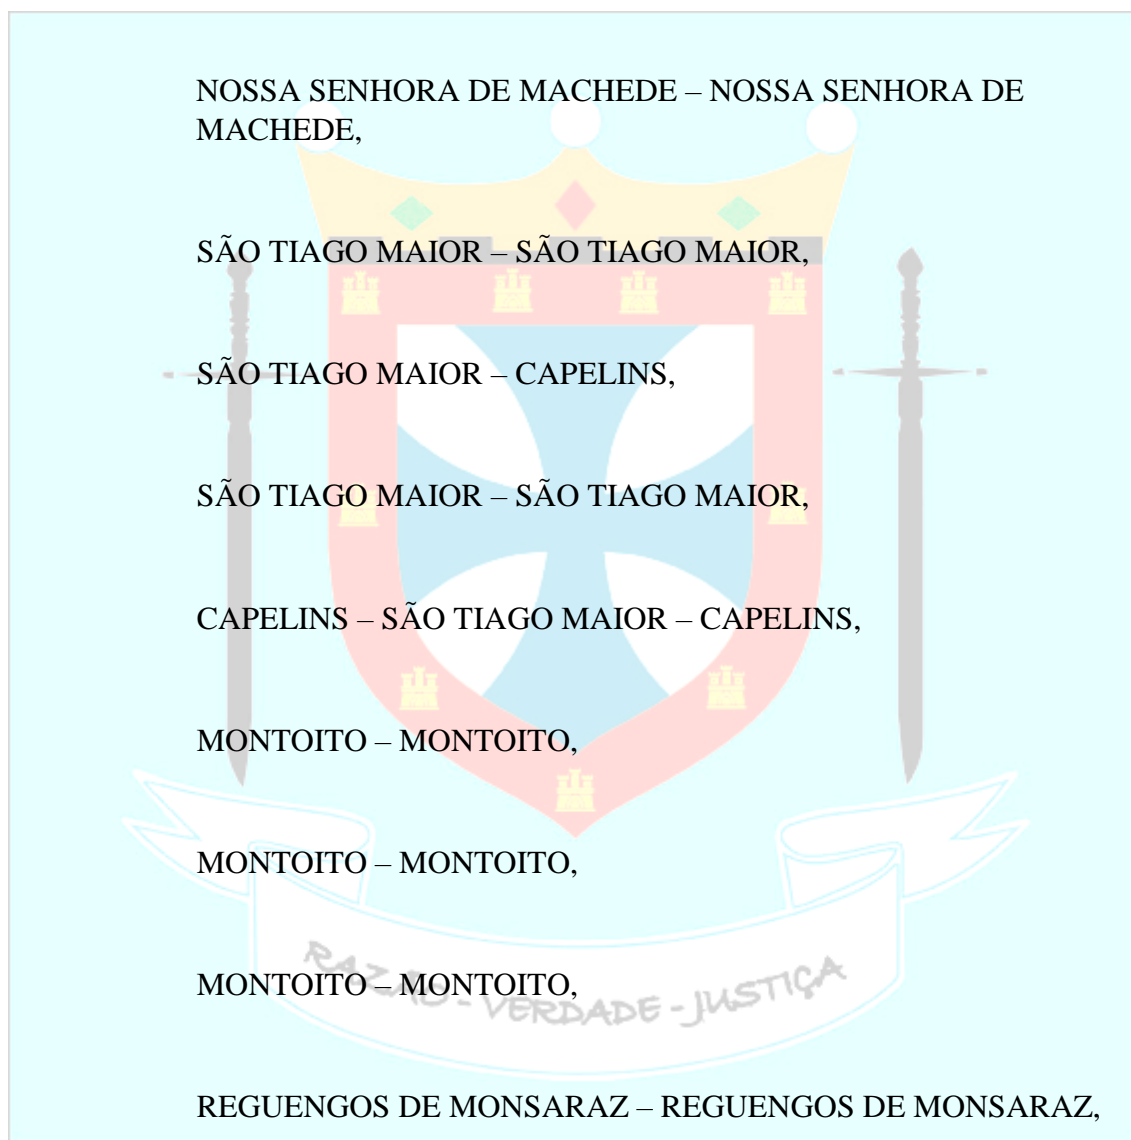 NOSSA SENHORA DE MACHEDE – NOSSA SENHORA DE
MACHEDE,
SÃO TIAGO MAIOR – SÃO TIAGO MAIOR,
SÃO TIAGO MAIOR – CAPELINS,
SÃO TIAGO MAIOR – SÃO TIAGO MAIOR,
CAPELINS – SÃO TIAGO MAIOR – CAPELINS,
MONTOITO – MONTOITO,
MONTOITO – MONTOITO,
MONTOITO – MONTOITO,
RAZÃO - VERDADE - JUSTIÇA
REGUENGOS DE MONSARAZ – REGUENGOS DE MONSARAZ,